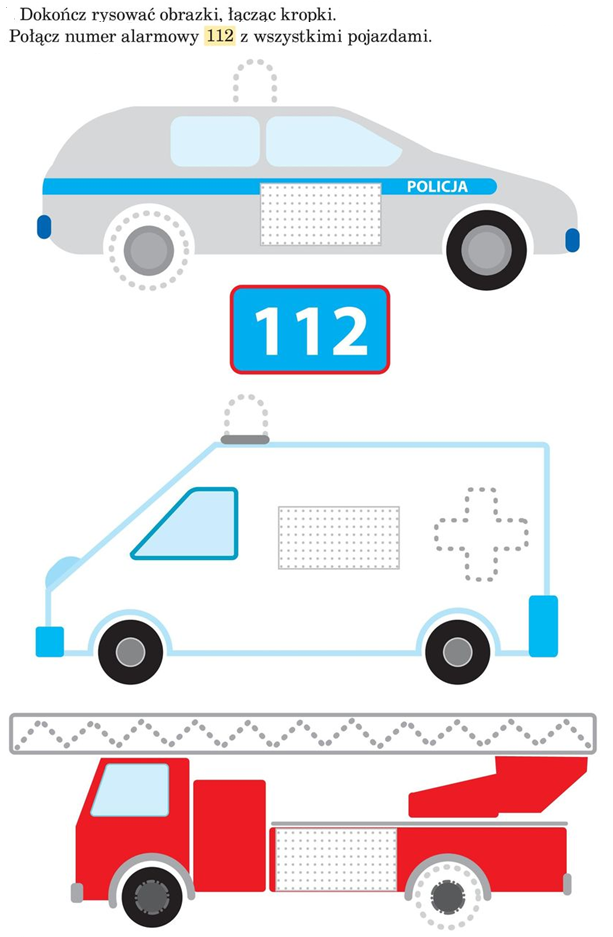 Dokończ rysować obrazki, łącząc kropki.
Połącz numer alarmowy 112 z wszystkimi pojazdami.
POLICJA
112